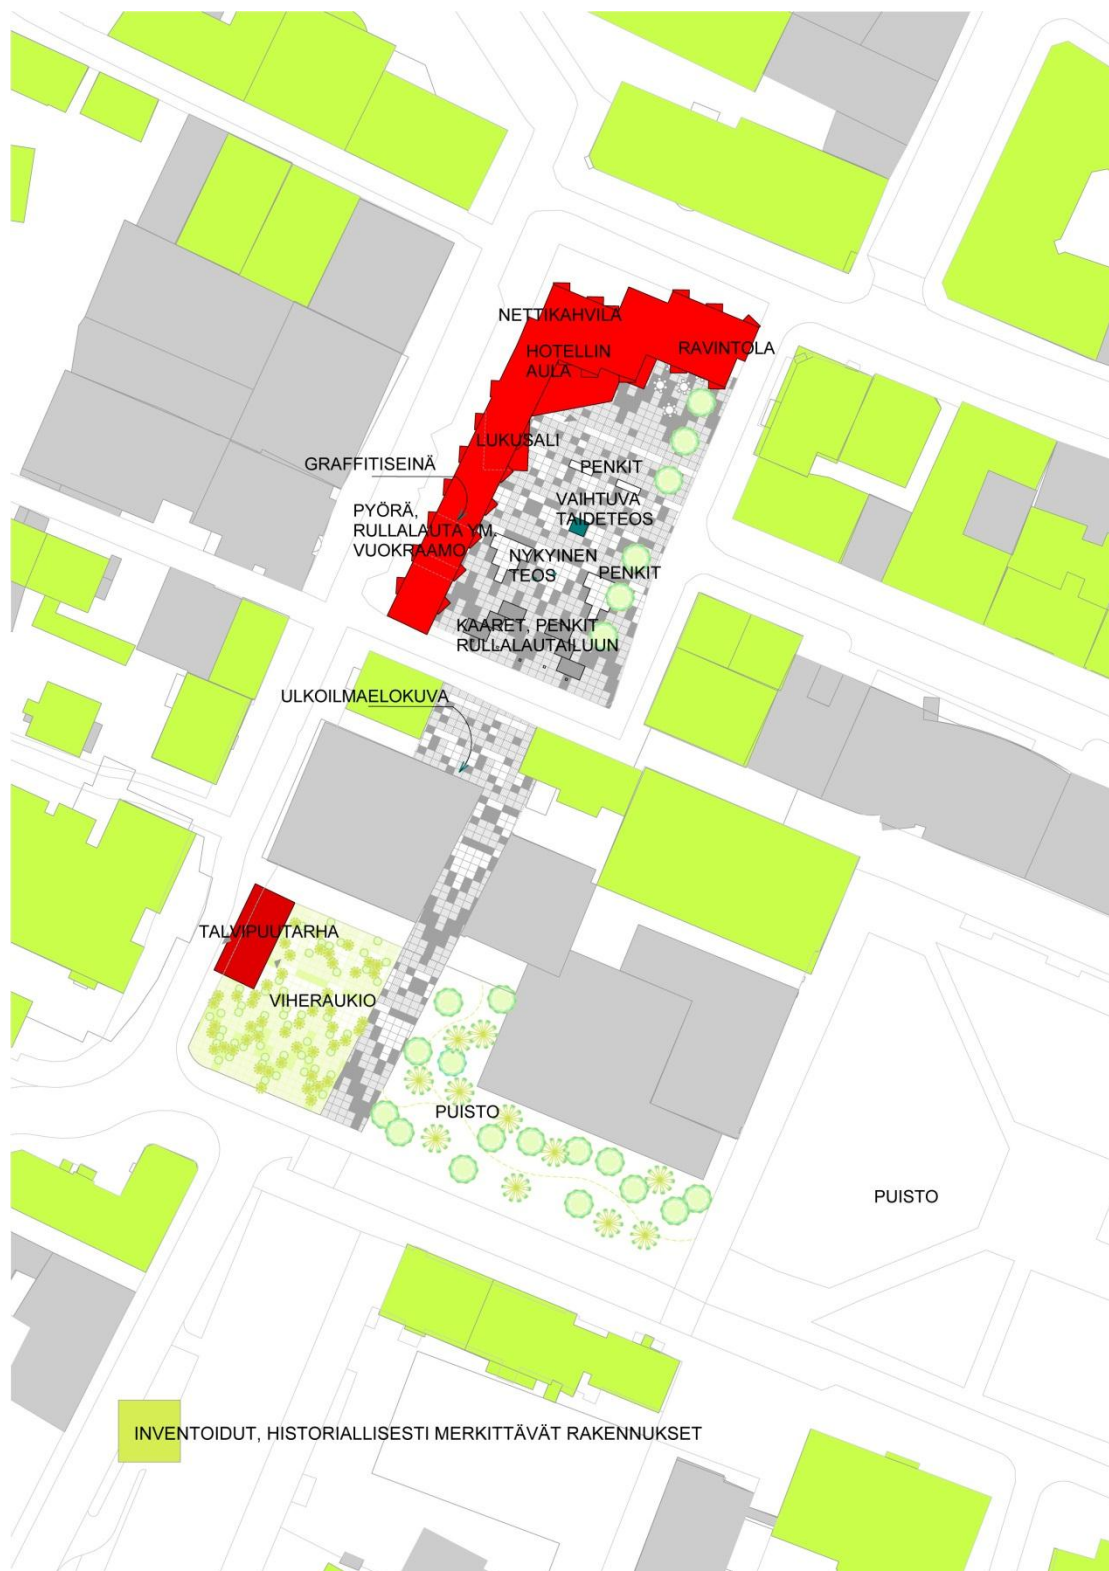 NETTIKAHVILA
HOTELLIN
AULA
RAVINTOLA
LUKUSALI
GRAFFITISEINÄ
PENKIT
VAIHTUVA
TAIDETEOS
PYÖRÄ,
RULLALAUTA YM.
VUOKRAAMO
NYKYINEN
TEOS
PENKIT
KAARET, PENKIT
RULLALAUTAILUUN
ULKOILMAELOKUVA
TALVIPUUTARHA
VIHERAUKIO
PUISTO
PUISTO
INVENTOIDUT, HISTORIALLISESTI MERKITTÄVÄT RAKENNUKSET